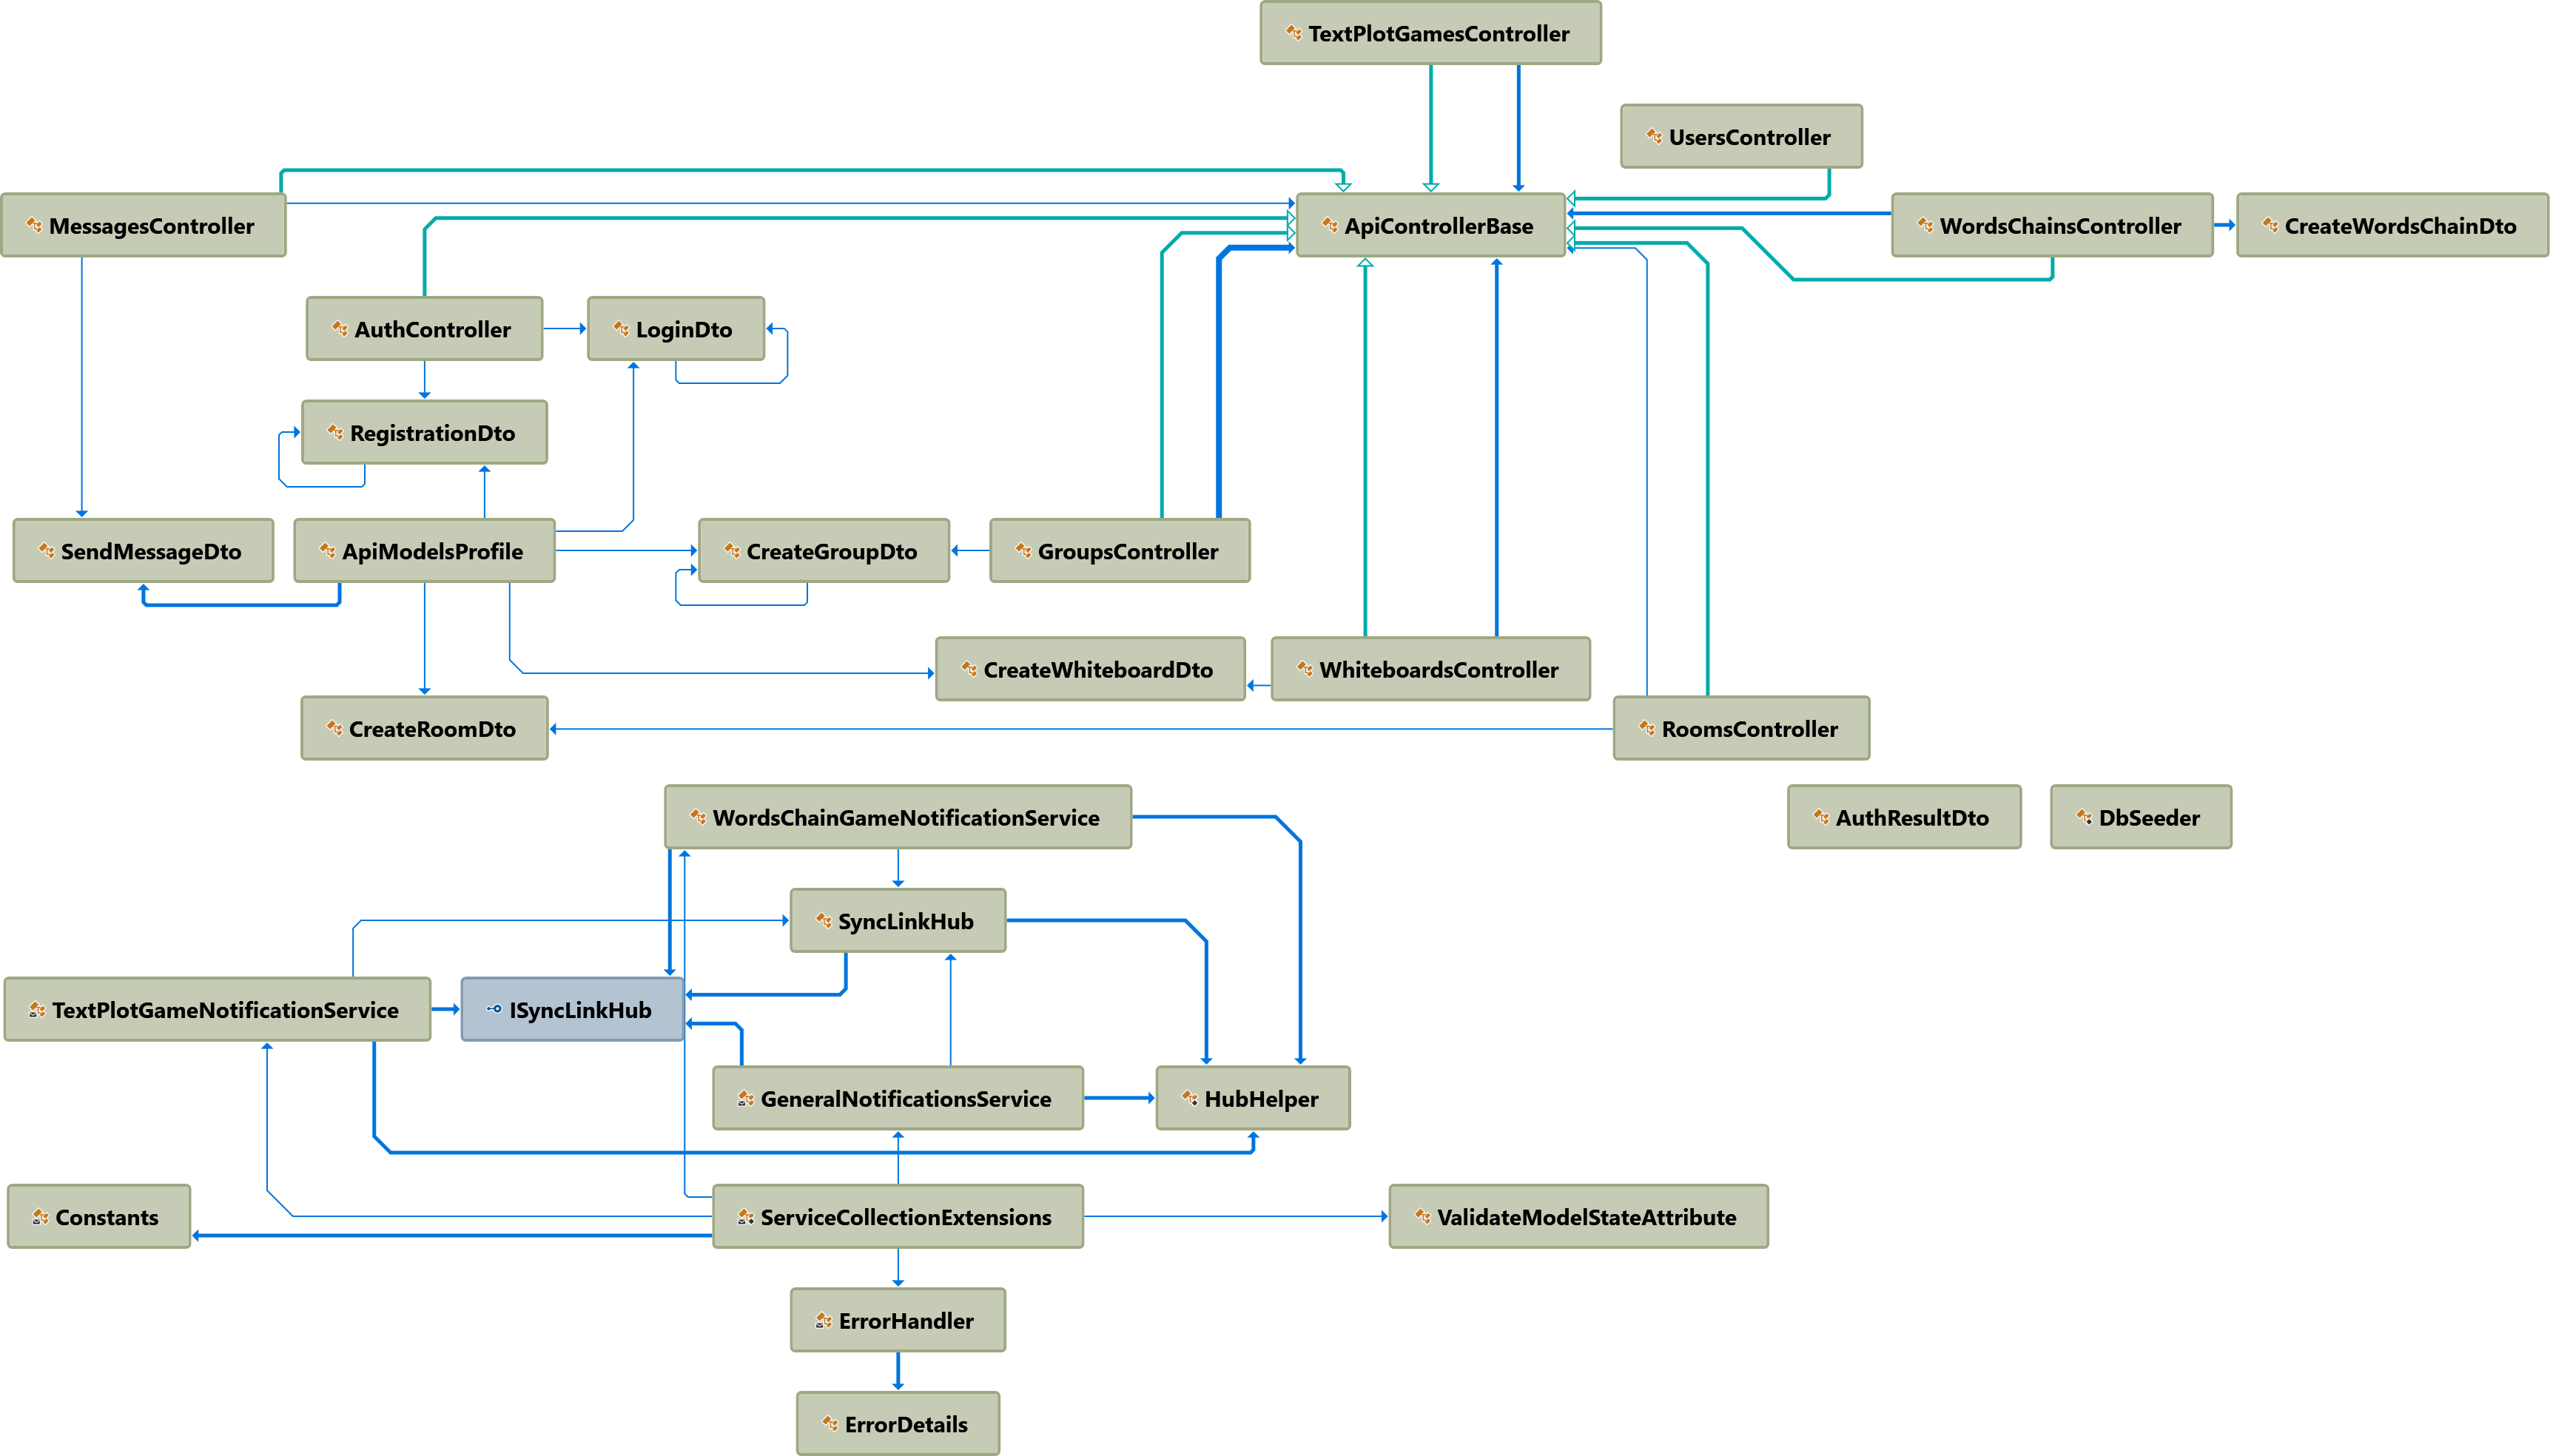 TextPlotGamesController
UsersController
MessagesController
ApiControllerBase
WordsChainsController
CreateWordsChainDto
AuthController
LoginDto
RegistrationDto
SendMessageDto
ApiModelsProfile
CreateGroupDto
GroupsController
CreateWhiteboardDto
WhiteboardsController
CreateRoomDto
RoomsController
WordsChainGameNotificationService
AuthResultDto
DbSeeder
SyncLinkHub
TextPlotGameNotificationService
ISyncLinkHub
GeneralNotificationsService
HubHelper
Constants
ServiceCollectionExtensions
ValidateModelStateAttribute
ErrorHandler
ErrorDetails